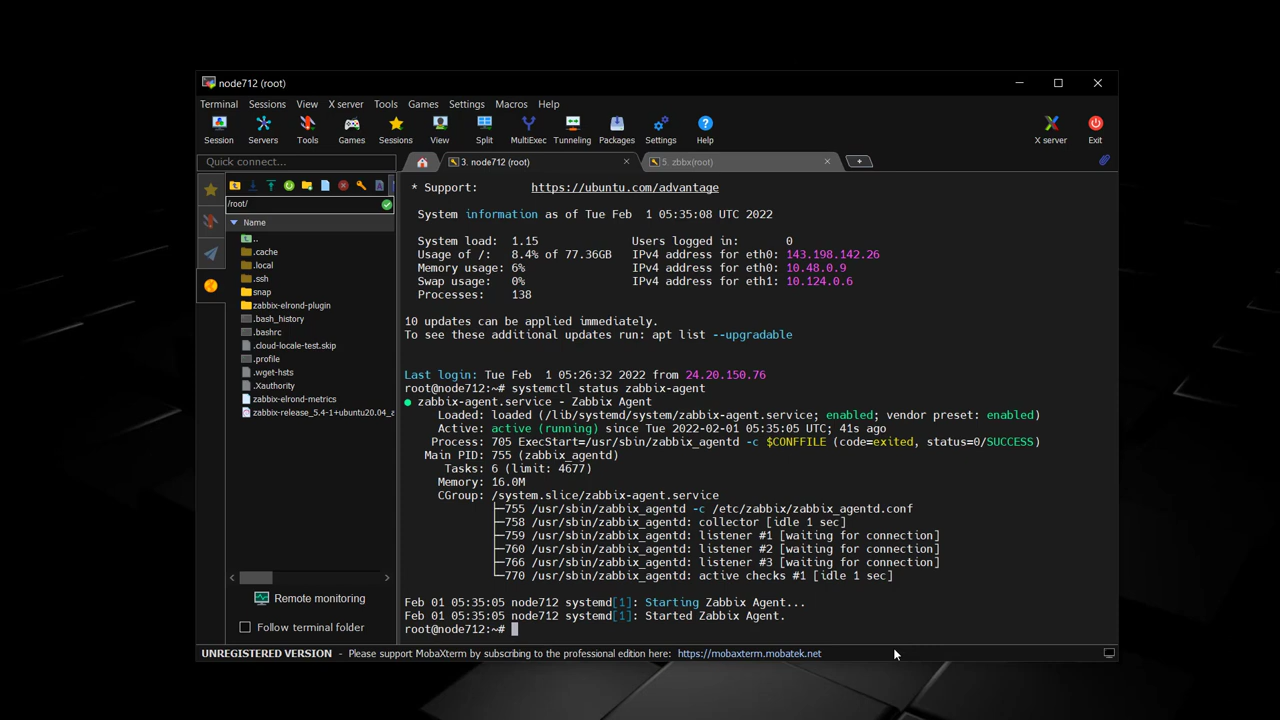 node712 (root)
Terminal Sessions View X server Tools Games Settings Macros Help
Session Servers Tools Games Sessions View Split MultiExec Tunneling Packages Settings Help X server Exit
Quick connect... 3. node712 (root) 5. zbbx(root)
/root/
Name
..
.cache
.local
.ssh
snap
zabbix-elrond-plugin
.bash_history
.bashrc
.cloud-locale-test.skip
.profile
.wget-hsts
.Xauthority
zabbix-elrond-metrics
zabbix-release_5.4-1+ubuntu20.04_
Remote monitoring
Follow terminal folder
* Support: https://ubuntu.com/advantage
System information as of Tue Feb 1 05:35:08 UTC 2022
System load: 1.15 Users logged in: 0
Usage of /: 8.4% of 77.36GB IPv4 address for eth0: 143.198.142.26
Memory usage: 6% IPv4 address for eth0: 10.48.0.9
Swap usage: 0% IPv4 address for eth1: 10.124.0.6
Processes: 138
10 updates can be applied immediately.
To see these additional updates run: apt list --upgradable
Last login: Tue Feb 1 05:26:32 2022 from 24.20.150.76
root@node712:~# systemctl status zabbix-agent
● zabbix-agent.service - Zabbix Agent
Loaded: loaded (/lib/systemd/system/zabbix-agent.service; enabled; vendor preset: enabled)
Active: active (running) since Tue 2022-02-01 05:35:05 UTC; 41s ago
Process: 705 ExecStart=/usr/sbin/zabbix_agentd -c $CONFFILE (code=exited, status=0/SUCCESS)
Main PID: 755 (zabbix_agentd)
Tasks: 6 (limit: 4677)
Memory: 16.0M
CGroup: /system.slice/zabbix-agent.service
├─755 /usr/sbin/zabbix_agentd -c /etc/zabbix/zabbix_agentd.conf
├─758 /usr/sbin/zabbix_agentd: collector [idle 1 sec]
├─759 /usr/sbin/zabbix_agentd: listener #1 [waiting for connection]
├─760 /usr/sbin/zabbix_agentd: listener #2 [waiting for connection]
├─766 /usr/sbin/zabbix_agentd: listener #3 [waiting for connection]
└─770 /usr/sbin/zabbix_agentd: active checks #1 [idle 1 sec]
Feb 01 05:35:05 node712 systemd[1]: Starting Zabbix Agent...
Feb 01 05:35:05 node712 systemd[1]: Started Zabbix Agent.
root@node712:~#
UNREGISTERED VERSION - Please support MobaXterm by subscribing to the professional edition here: https://mobaxterm.mobatek.net